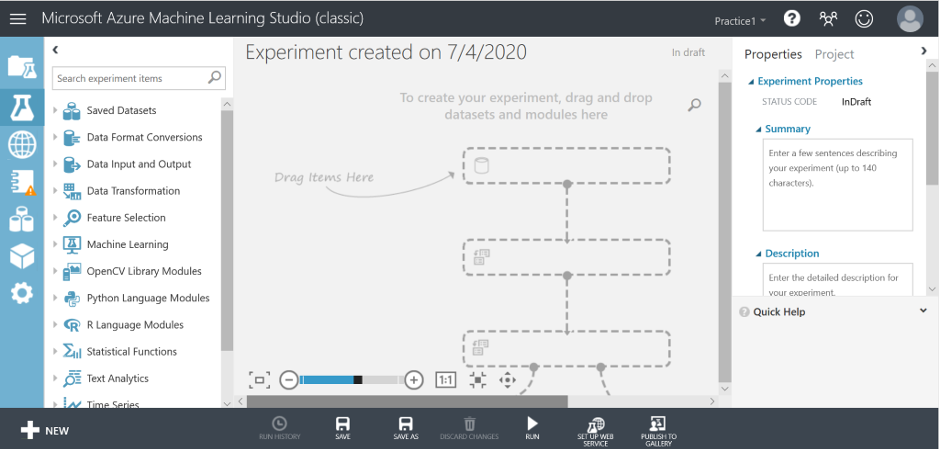 Microsoft Azure Machine Learning Studio (classic)
Practice1
?
Search experiment items
Saved Datasets
Data Format Conversions
Data Input and Output
Data Transformation
Feature Selection
Machine Learning
OpenCV Library Modules
Python Language Modules
R Language Modules
Statistical Functions
Text Analytics
Time Series
Experiment created on 7/4/2020
In draft
To create your experiment, drag and drop
datasets and modules here
Drag Items Here
1:1
Properties
Project
Experiment Properties
STATUS CODE
InDraft
Summary
Enter a few sentences describing
your experiment (up to 140
characters).
Description
Enter the detailed description for
your experiment.
? Quick Help
NEW
RUN HISTORY
SAVE
SAVE AS
DISCARD CHANGES
RUN
SET UP WEB
SERVICE
PUBLISH TO
GALLERY